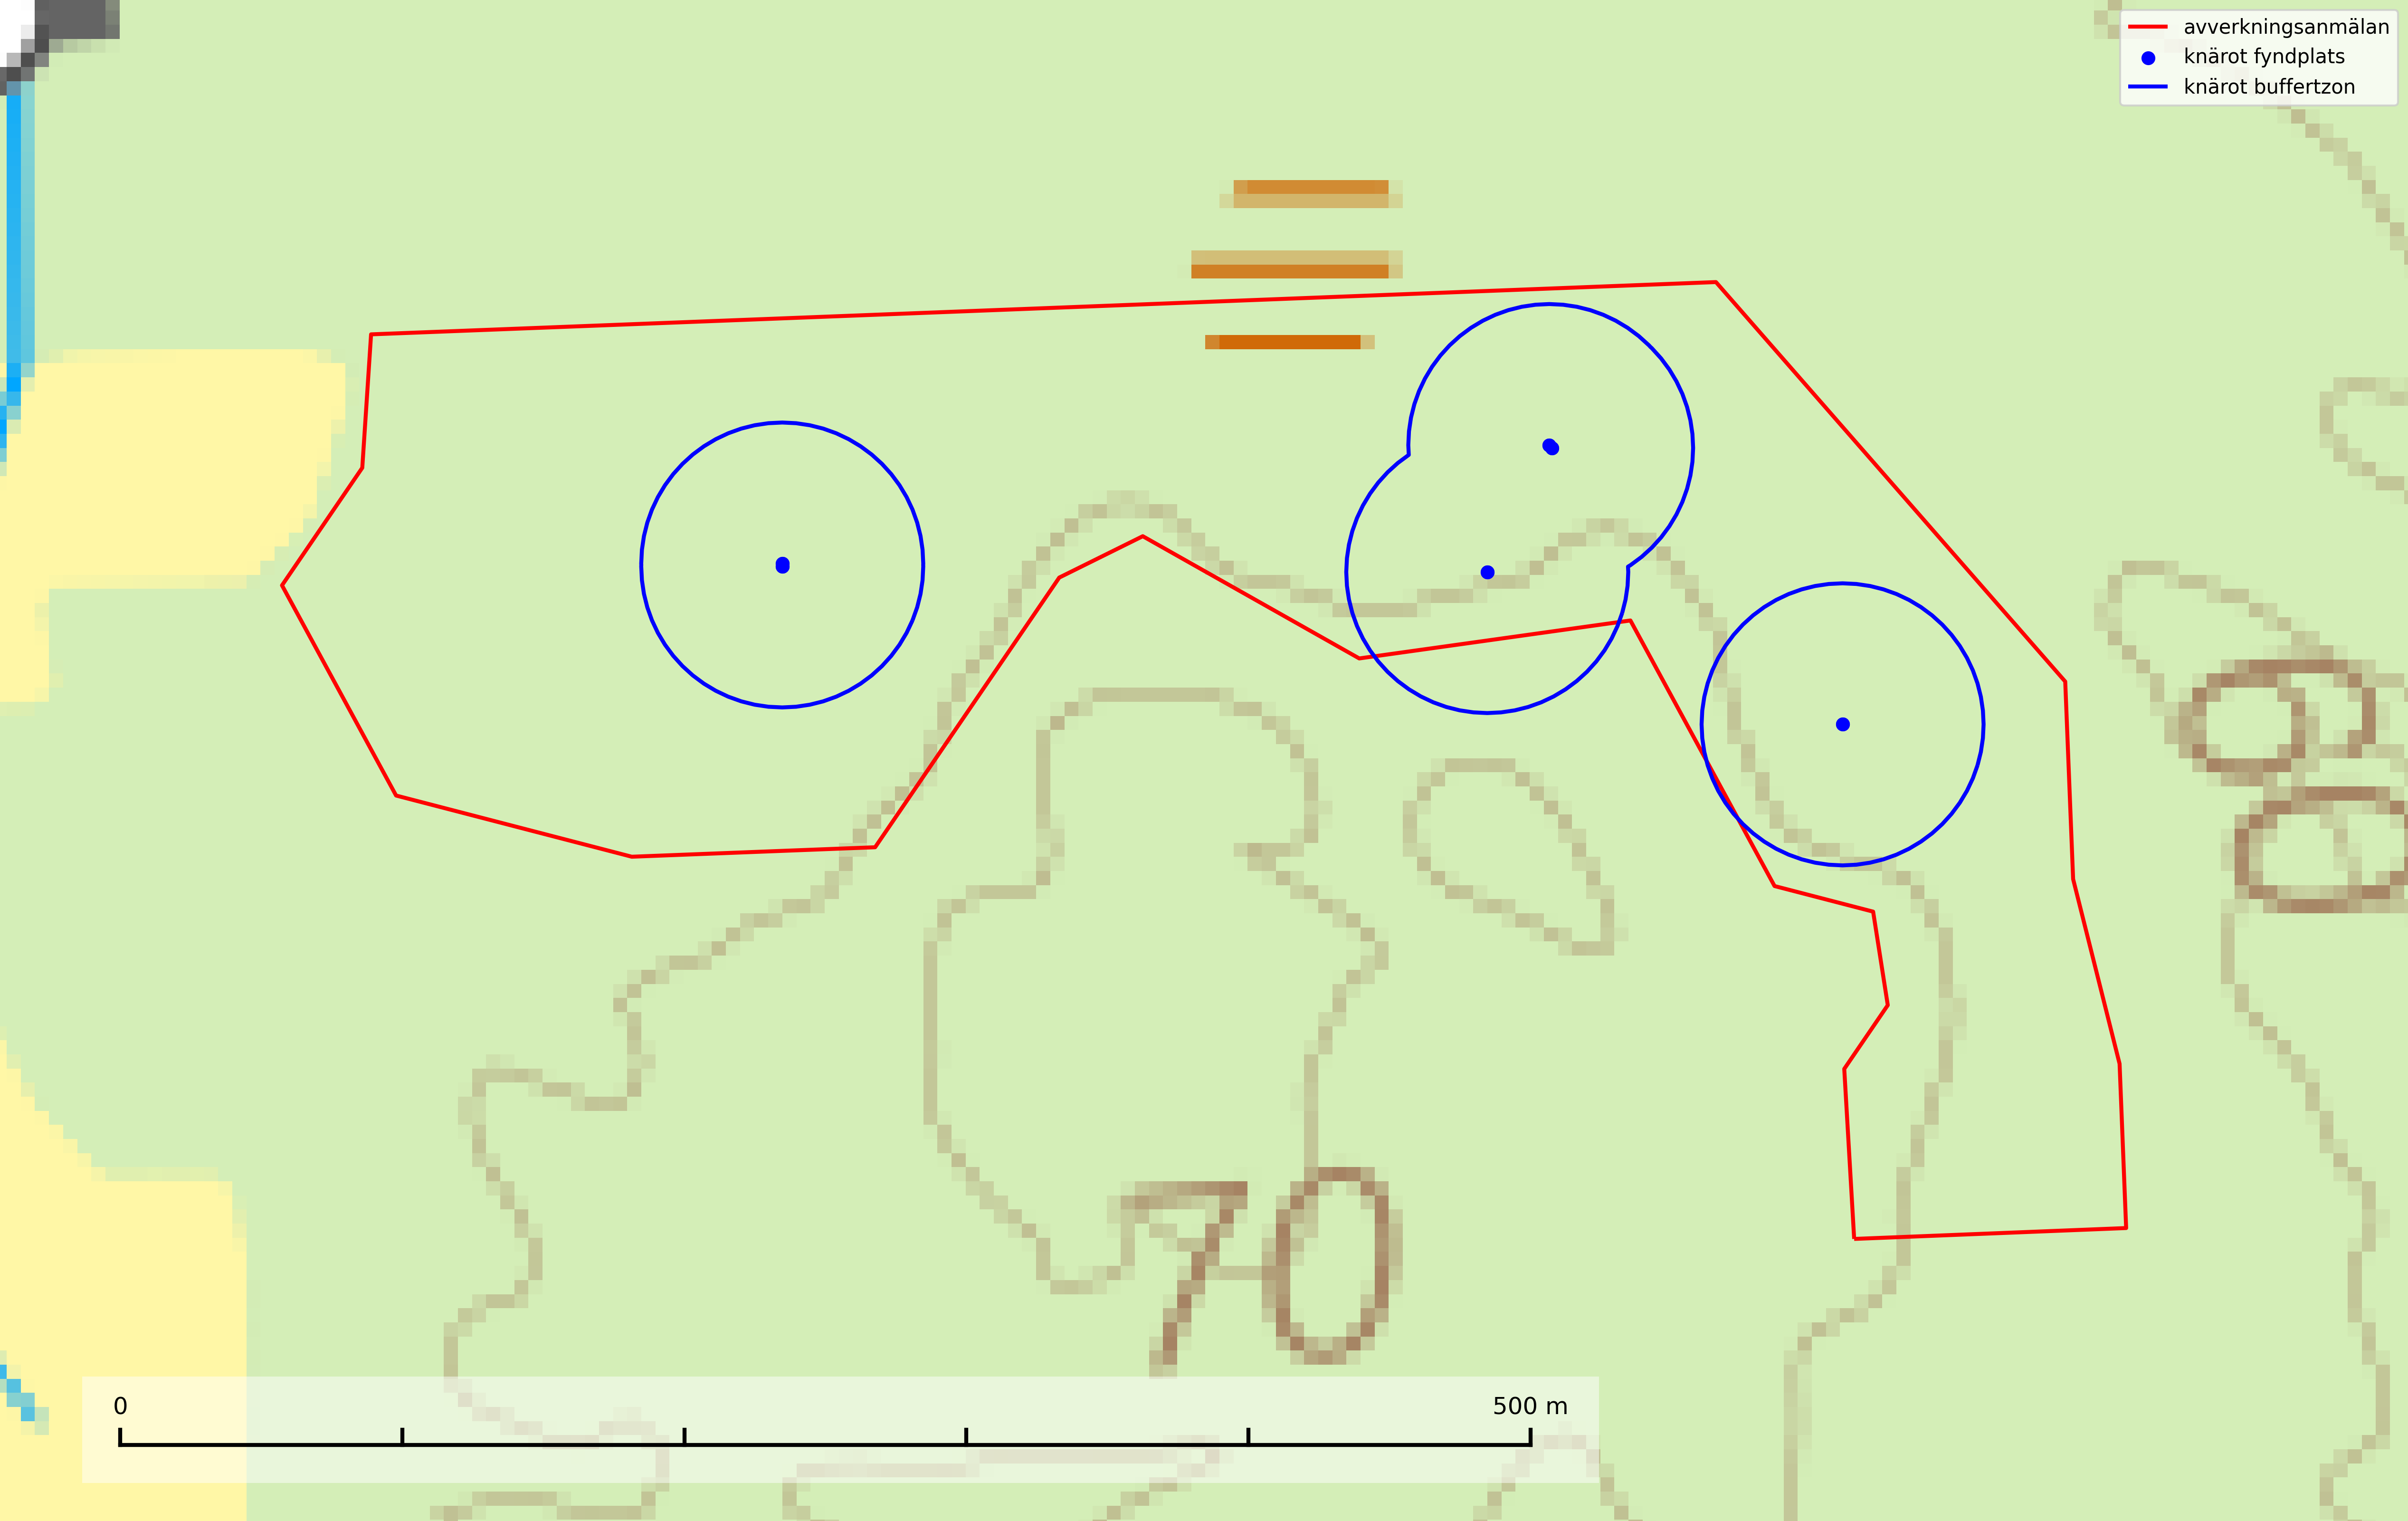 avverkningsanmälan
knärot fyndplats
knärot buffertzon
70
0
500 m